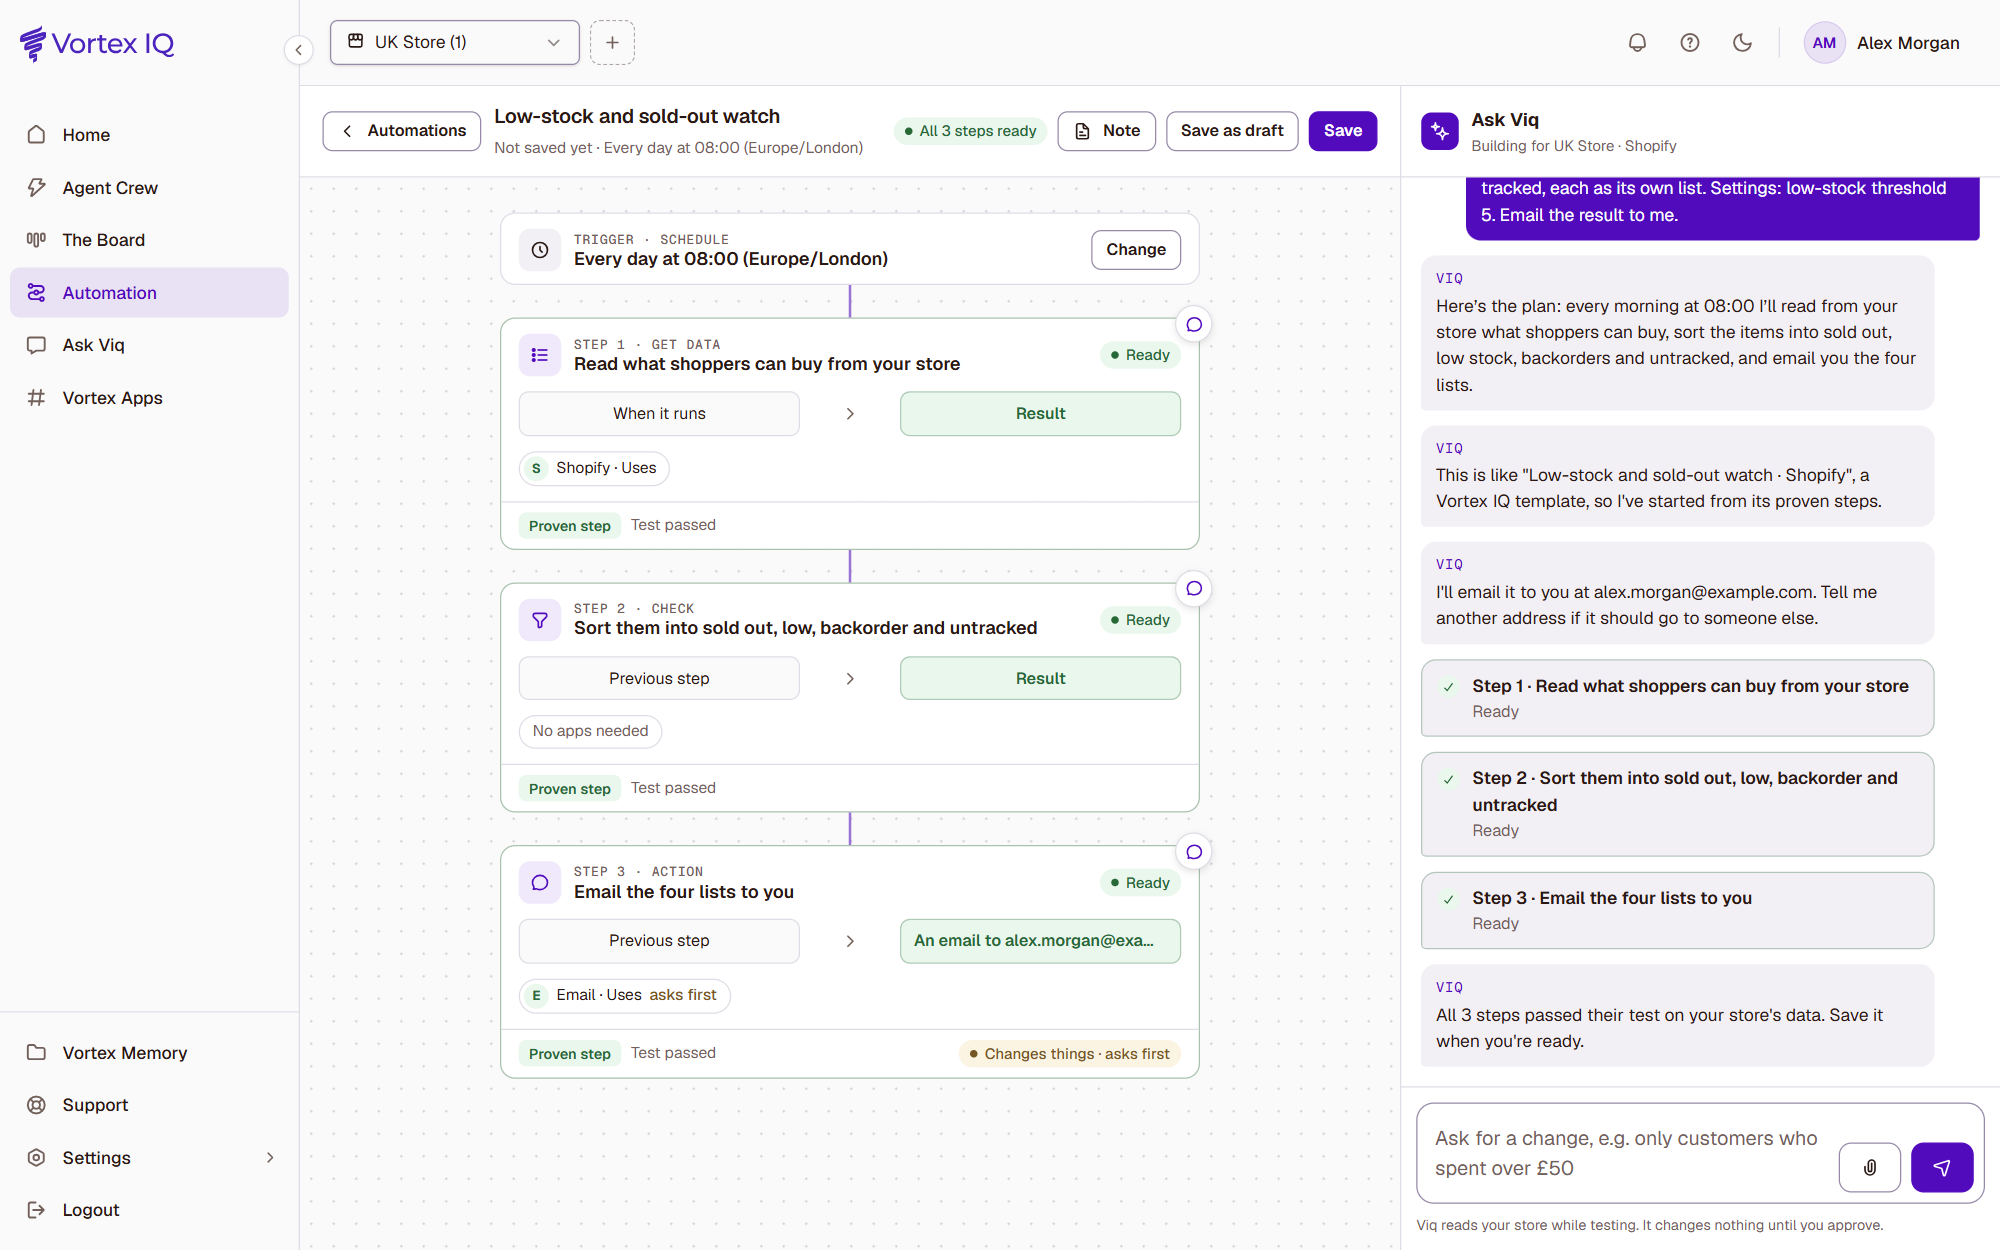 Vortex IQ
Home
Agent Crew
The Board
Automation
Ask Viq
Vortex Apps
Vortex Memory
Support
Settings
Logout
UK Store (1)
AM
Alex Morgan
Automations
Low-stock and sold-out watch
Not saved yet · Every day at 08:00 (Europe/London)
All 3 steps ready
Note
Save as draft
Save
TRIGGER · SCHEDULE
Every day at 08:00 (Europe/London)
Change
STEP 1 · GET DATA
Read what shoppers can buy from your store
Ready
When it runs
Result
S
Shopify · Uses
Proven step
Test passed
STEP 2 · CHECK
Sort them into sold out, low, backorder and untracked
Ready
Previous step
Result
No apps needed
Proven step
Test passed
STEP 3 · ACTION
Email the four lists to you
Ready
Previous step
An email to alex.morgan@exa...
E
Email · Uses asks first
Proven step
Test passed
Changes things · asks first
Ask Viq
Building for UK Store · Shopify
tracked, each as its own list. Settings: low-stock threshold
5. Email the result to me.
VIQ
Here's the plan: every morning at 08:00 I'll read from your
store what shoppers can buy, sort the items into sold out,
low stock, backorders and untracked, and email you the four
lists.
VIQ
This is like "Low-stock and sold-out watch · Shopify", a
Vortex IQ template, so I've started from its proven steps.
VIQ
I'll email it to you at alex.morgan@example.com. Tell me
another address if it should go to someone else.
Step 1 · Read what shoppers can buy from your store
Ready
Step 2 · Sort them into sold out, low, backorder and
untracked
Ready
Step 3 · Email the four lists to you
Ready
VIQ
All 3 steps passed their test on your store's data. Save it
when you're ready.
Ask for a change, e.g. only customers who
spent over £50
Viq reads your store while testing. It changes nothing until you approve.